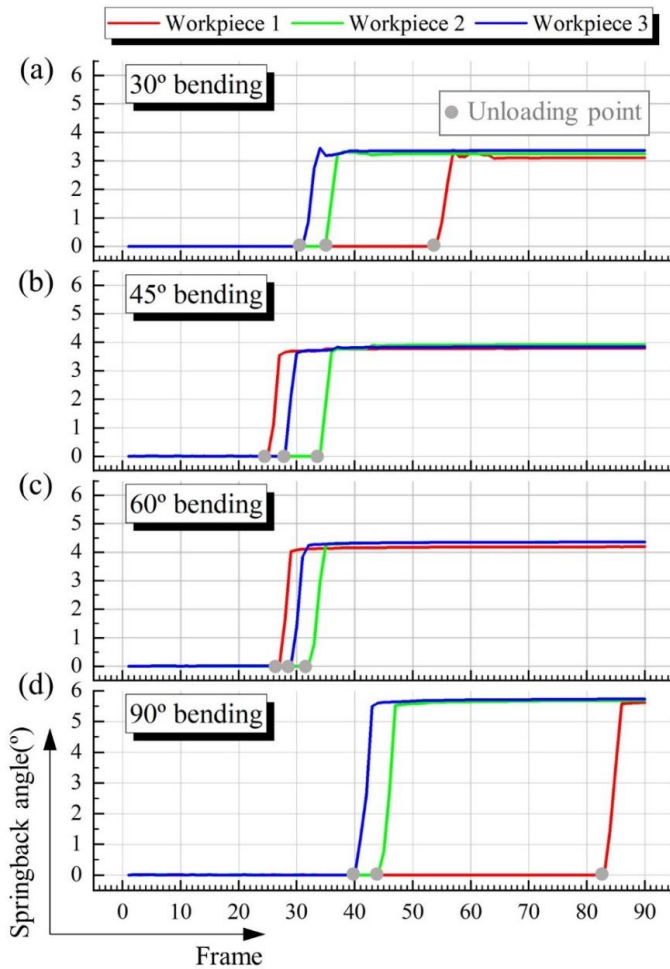 Workpiece 1 Workpiece 2 Workpiece 3
(a)
30º bending
Unloading point
6
5
4
3
2
1
0
(b)
45º bending
6
5
4
3
2
1
0
(c)
60º bending
6
5
4
3
2
1
0
(d)
90º bending
6
5
4
3
2
1
0
Springback angle(º)
0 10 20 30 40 50 60 70 80 90
Frame